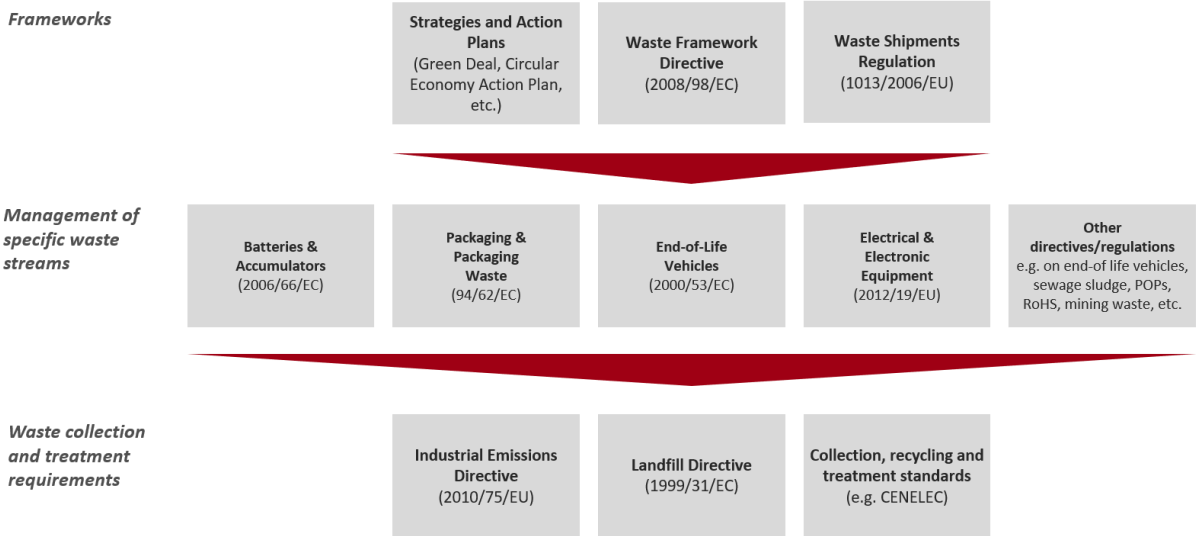 Frameworks
Strategies and Action
Plans
(Green Deal, Circular
Economy Action Plan,
etc.)
Waste Framework
Directive
(2008/98/EC)
Waste Shipments
Regulation
(1013/2006/EU)
Management of
specific waste
streams
Batteries &
Accumulators
(2006/66/EC)
Packaging &
Packaging
Waste
(94/62/EC)
End-of-Life
Vehicles
(2000/53/EC)
Electrical &
Electronic
Equipment
(2012/19/EU)
Other
directives/regulations
e.g. on end-of life vehicles,
sewage sludge, POPs,
RoHS, mining waste, etc.
Waste collection
and treatment
requirements
Industrial Emissions
Directive
(2010/75/EU)
Landfill Directive
(1999/31/EC)
Collection, recycling and
treatment standards
(e.g. CENELEC)